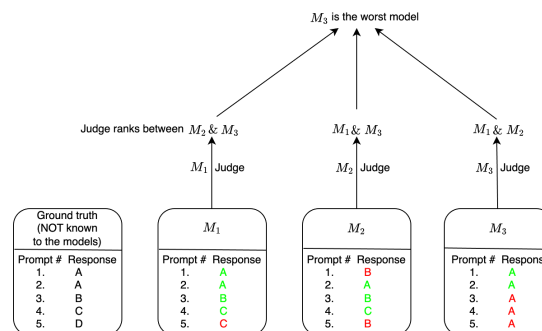 M₃ is the worst model
Judge ranks between M₂ & M₃
M₁ & M₃
M₁ & M₂
M₁ Judge
M₂ Judge
M₃ Judge
Ground truth
(NOT known
to the models)
Prompt # Response
1. A
2. A
3. B
4. C
5. D
M₁
Prompt # Response
1. A
2. A
3. B
4. C
5. C
M₂
Prompt # Response
1. B
2. A
3. B
4. C
5. B
M₃
Prompt # Response
1. A
2. A
3. A
4. A
5. A